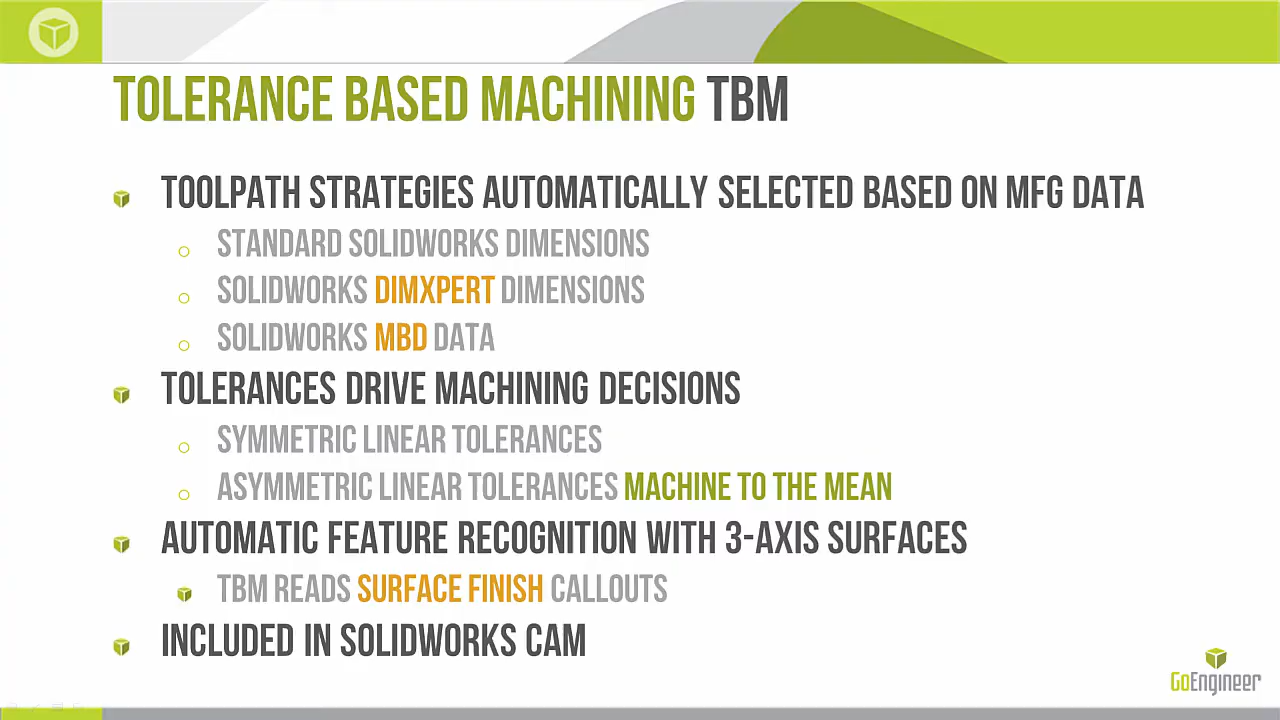 TOLERANCE BASED MACHINING TBM
TOOLPATH STRATEGIES AUTOMATICALLY SELECTED BASED ON MFG DATA
STANDARD SOLIDWORKS DIMENSIONS
SOLIDWORKS DIMXPERT DIMENSIONS
SOLIDWORKS MBD DATA
TOLERANCES DRIVE MACHINING DECISIONS
SYMMETRIC LINEAR TOLERANCES
ASYMMETRIC LINEAR TOLERANCES MACHINE TO THE MEAN
AUTOMATIC FEATURE RECOGNITION WITH 3-AXIS SURFACES
TBM READS SURFACE FINISH CALLOUTS
INCLUDED IN SOLIDWORKS CAM
GoEngineer